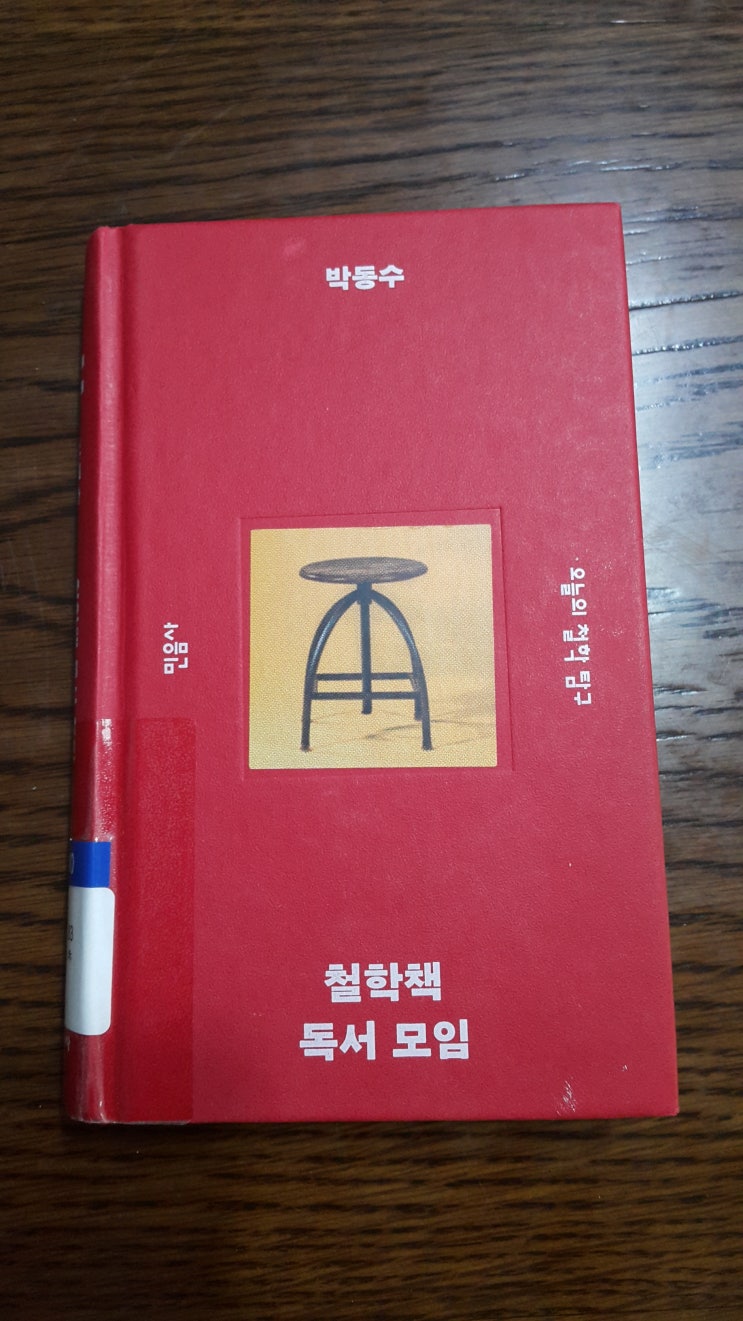 박동수
민음사
오늘의 철학 탐구
철학책
독서 모임